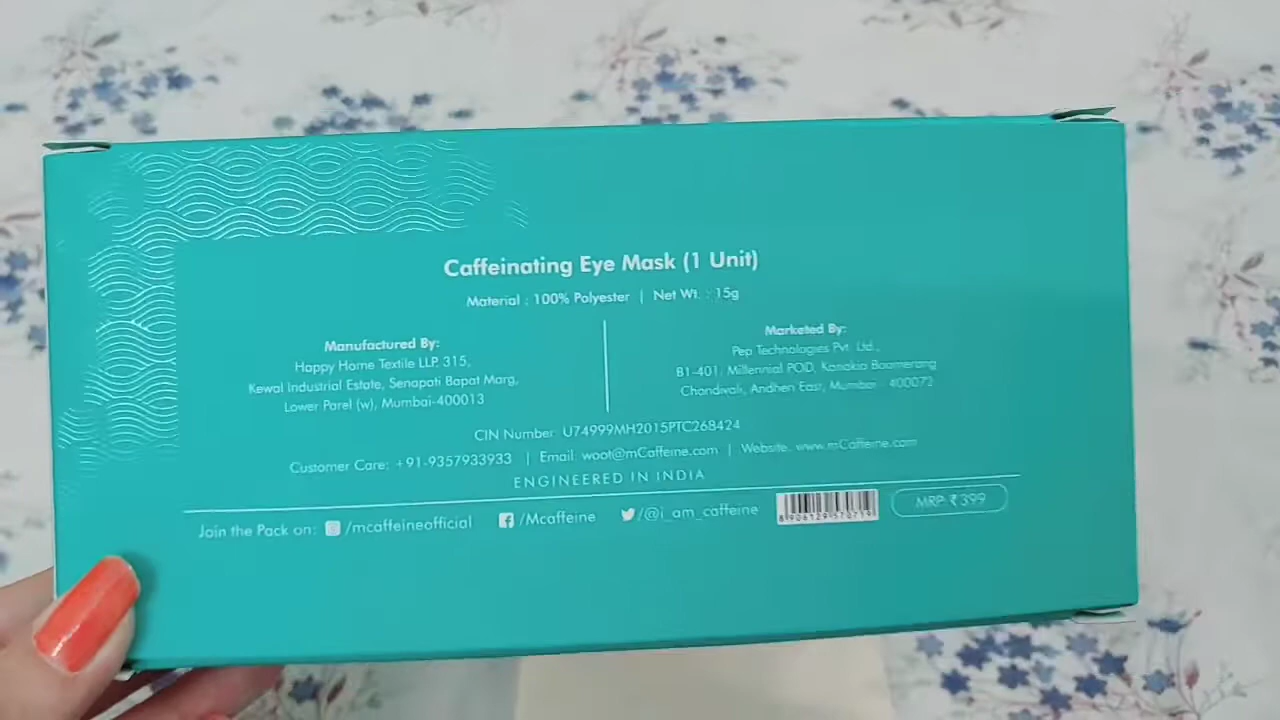 Caffeinating Eye Mask (1 Unit)
Material : 100% Polyester | Net Wt. : 15g
Manufactured By:
Happy Home Textile LLP. 315,
Kewal Industrial Estate, Senapati Bapat Marg,
Lower Parel (w), Mumbai-400013
Marketed By:
Pep Technologies Pvt. Ltd.,
B1-401, Millennial POD, Kanakia Boomerang
Chandivali, Andheri East, Mumbai - 400072
CIN Number: U74999MH2015PTC268424
Customer Care: +91-9357933933 | Email: woot@mCaffeine.com | Website: www.mCaffeine.com
ENGINEERED IN INDIA
Join the Pack on: /mcaffeineofficial /Mcaffeine /@i_am_caffeine
MRP ₹ 399